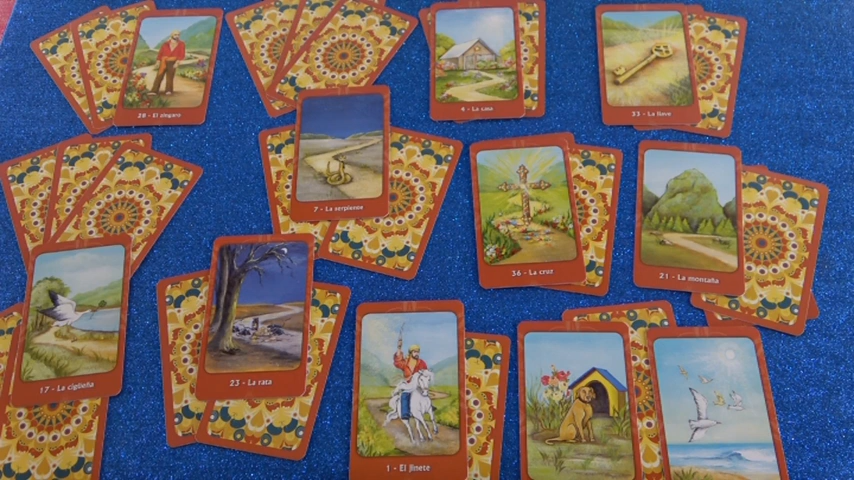 28 - El zíngaro
4 - La casa
33 - La llave
7 - La serpiente
36 - La cruz
21 - La montaña
17 - La cigüeña
23 - La rata
1 - El jinete